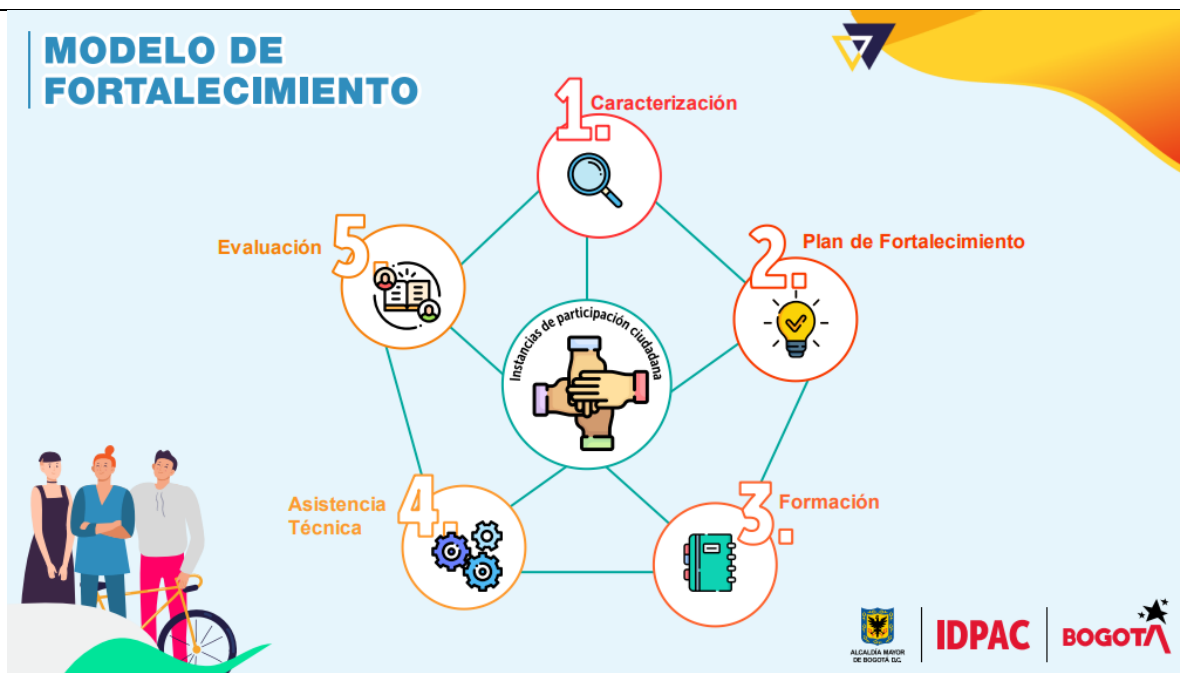 MODELO DE
FORTALECIMIENTO
1. Caracterización
2. Plan de Fortalecimiento
3. Formación
4. Asistencia
Técnica
5. Evaluación
Instancias de participación ciudadana
ALCALDÍA MAYOR
DE BOGOTÁ D.C.
IDPAC
BOGOTÁ